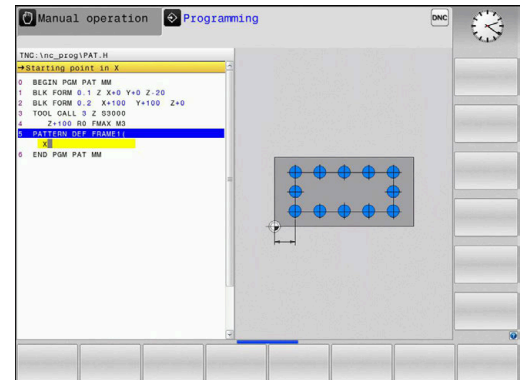 Manual operation
Programming
DNC
TNC:\nc_prog\PAT.H
→Starting point in X
0 BEGIN PGM PAT MM
1 BLK FORM 0.1 Z X+0 Y+0 Z-20
2 BLK FORM 0.2 X+100 Y+100 Z+0
3 TOOL CALL 3 Z S3000
4 Z+100 R0 FMAX M3
5 PATTERN DEF FRAME1(
X
6 END PGM PAT MM